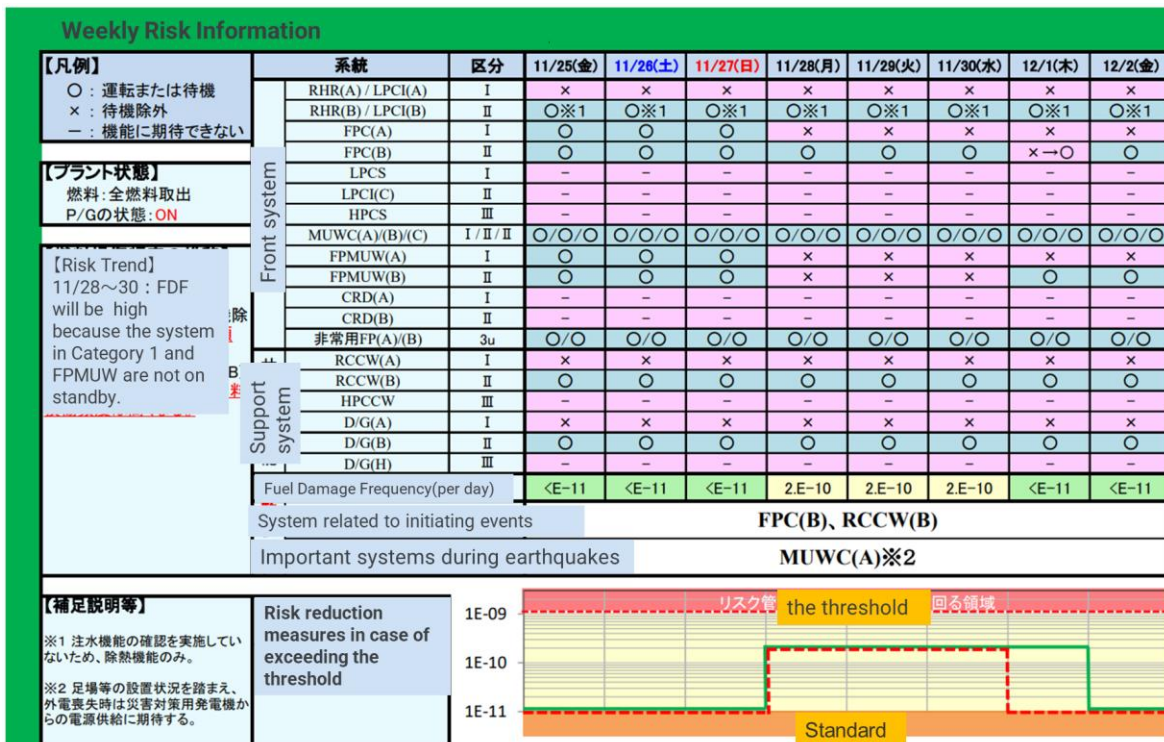 Weekly Risk Information
【凡例】
○ : 運転または待機
× : 待機除外
− : 機能に期待できない
【プラント状態】
燃料:全燃料取出
P/Gの状態:ON
【Risk Trend】
11/28～30 : FDF
will be high
because the system
in Category 1 and
FPMUW are not on
standby.
除
B
料
Front system
Support system
系統 区分 11/25(金) 11/26(土) 11/27(日) 11/28(月) 11/29(火) 11/30(水) 12/1(木) 12/2(金)
RHR(A) / LPCI(A) Ⅰ × × × × × × × ×
RHR(B) / LPCI(B) Ⅱ ○※1 ○※1 ○※1 ○※1 ○※1 ○※1 ○※1 ○※1
FPC(A) Ⅰ ○ ○ ○ × × × × ×
FPC(B) Ⅱ ○ ○ ○ ○ ○ ○ ×→○ ○
LPCS Ⅰ − − − − − − − −
LPCI(C) Ⅱ − − − − − − − −
HPCS Ⅲ − − − − − − − −
MUWC(A)/(B)/(C) Ⅰ/Ⅱ/Ⅱ ○/○/○ ○/○/○ ○/○/○ ○/○/○ ○/○/○ ○/○/○ ○/○/○ ○/○/○
FPMUW(A) Ⅰ ○ ○ ○ × × × × ×
FPMUW(B) Ⅱ ○ ○ ○ × × × ○ ○
CRD(A) Ⅰ − − − − − − − −
CRD(B) Ⅱ − − − − − − − −
非常用FP(A)/(B) 3u ○/○ ○/○ ○/○ ○/○ ○/○ ○/○ ○/○ ○/○
RCCW(A) Ⅰ × × × × × × × ×
RCCW(B) Ⅱ ○ ○ ○ ○ ○ ○ ○ ○
HPCCW Ⅲ − − − − − − − −
D/G(A) Ⅰ × × × × × × × ×
D/G(B) Ⅱ ○ ○ ○ ○ ○ ○ ○ ○
D/G(H) Ⅲ − − − − − − − −
Fuel Damage Frequency(per day) <E-11 <E-11 <E-11 2.E-10 2.E-10 2.E-10 <E-11 <E-11
System related to initiating events FPC(B)、RCCW(B)
Important systems during earthquakes MUWC(A)※2
【補足説明等】
※1 注水機能の確認を実施してい
ないため、除熱機能のみ。
※2 足場等の設置状況を踏まえ、
外電喪失時は災害対策用発電機か
らの電源供給に期待する。
Risk reduction
measures in case of
exceeding the
threshold
リスク管 the threshold 回る領域
1E-09
1E-10
1E-11
Standard